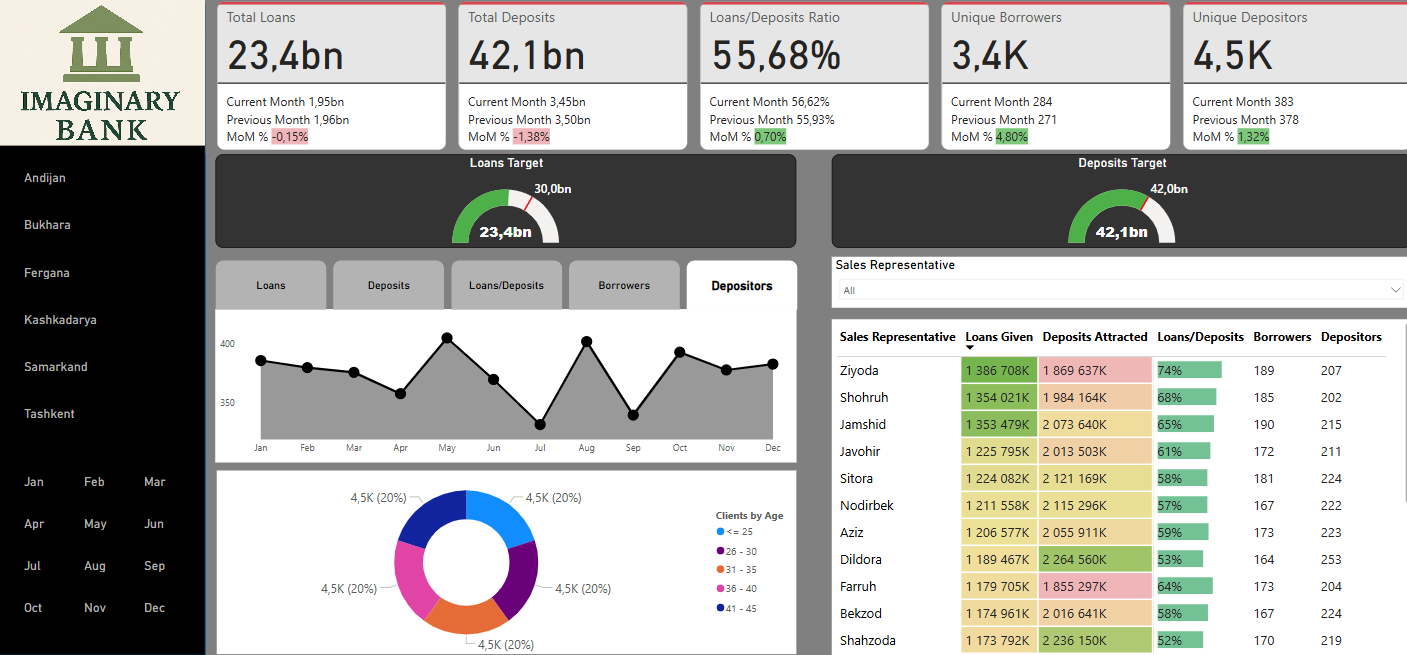 IMAGINARY
BANK
Andijan
Bukhara
Fergana
Kashkadarya
Samarkand
Tashkent
Jan Feb Mar
Apr May Jun
Jul Aug Sep
Oct Nov Dec
Total Loans
23,4bn
Current Month 1,95bn
Previous Month 1,96bn
MoM % -0,15%
Total Deposits
42,1bn
Current Month 3,45bn
Previous Month 3,50bn
MoM % -1,38%
Loans/Deposits Ratio
55,68%
Current Month 56,62%
Previous Month 55,93%
MoM % 0,70%
Unique Borrowers
3,4K
Current Month 284
Previous Month 271
MoM % 4,80%
Unique Depositors
4,5K
Current Month 383
Previous Month 378
MoM % 1,32%
Loans Target
30,0bn
23,4bn
Deposits Target
42,0bn
42,1bn
Loans Deposits Loans/Deposits Borrowers Depositors
400
350
Jan Feb Mar Apr May Jun Jul Aug Sep Oct Nov Dec
4,5K (20%) 4,5K (20%)
4,5K (20%) 4,5K (20%)
4,5K (20%)
Clients by Age
<= 25
26 - 30
31 - 35
36 - 40
41 - 45
Sales Representative
All
Sales Representative Loans Given Deposits Attracted Loans/Deposits Borrowers Depositors
Ziyoda 1 386 708K 1 869 637K 74% 189 207
Shohruh 1 354 021K 1 984 164K 68% 185 202
Jamshid 1 353 479K 2 073 640K 65% 190 215
Javohir 1 225 795K 2 013 503K 61% 172 211
Sitora 1 224 082K 2 121 169K 58% 181 224
Nodirbek 1 211 558K 2 115 296K 57% 167 222
Aziz 1 206 577K 2 055 911K 59% 173 223
Dildora 1 189 467K 2 264 560K 53% 164 253
Farruh 1 179 705K 1 855 297K 64% 173 204
Bekzod 1 174 961K 2 016 641K 58% 167 224
Shahzoda 1 173 792K 2 236 150K 52% 170 219